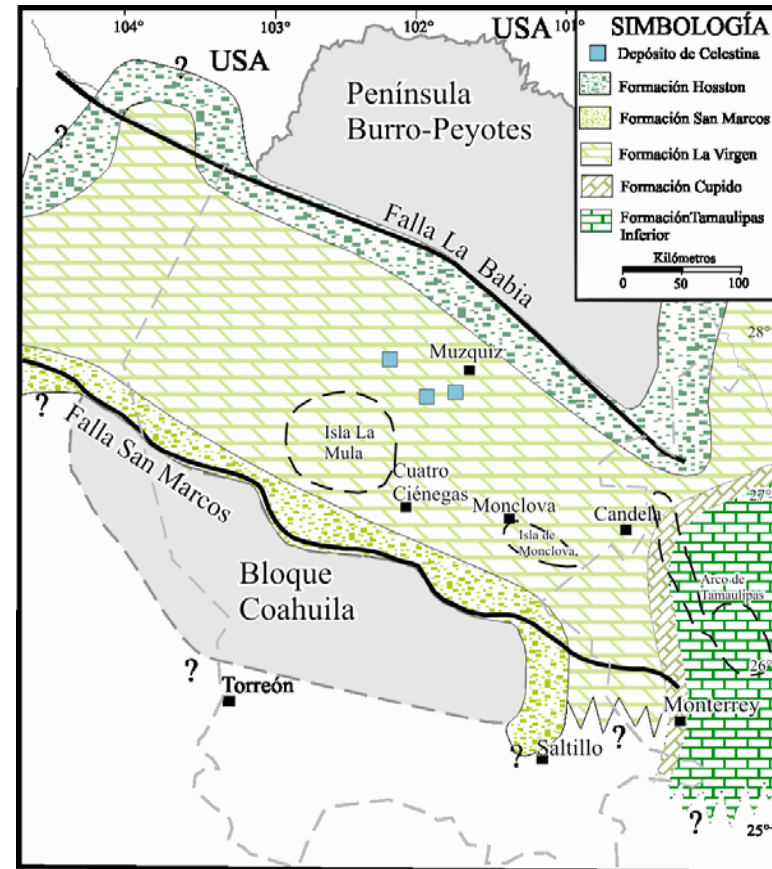 104°
103°
102°
101°
USA
USA
SIMBOLOGÍA
Depósito de Celestina
Formación Hosston
Formación San Marcos
Formación La Virgen
Formación Cupido
FormaciónTamaulipas
Inferior
Kilómetros
0 50 100
?
?
Península
Burro-Peyotes
Falla La Babia
28°
Muzquíz
?
Falla San Marcos
Isla La
Mula
Cuatro
Ciénegas
Monclova
Isla de
Monclova,
Candela
27°
Arco de
Tamaulipas
Bloque
Coahuila
26°
?
Torreón
Monterrey
?
Saltillo
?
?
25°